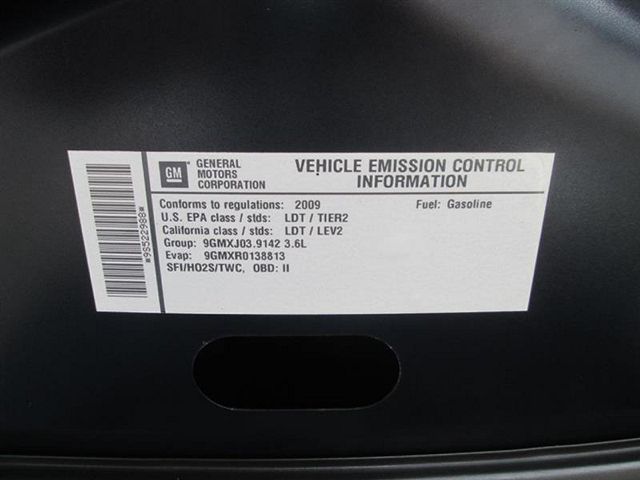 *9S522988*
GM
GENERAL
MOTORS
CORPORATION
VEHICLE EMISSION CONTROL
INFORMATION
Conforms to regulations: 2009 Fuel: Gasoline
U.S. EPA class / stds: LDT / TIER2
California class / stds: LDT / LEV2
Group: 9GMXJ03.9142 3.6L
Evap: 9GMXR0138813
SFI/HO2S/TWC, OBD: II